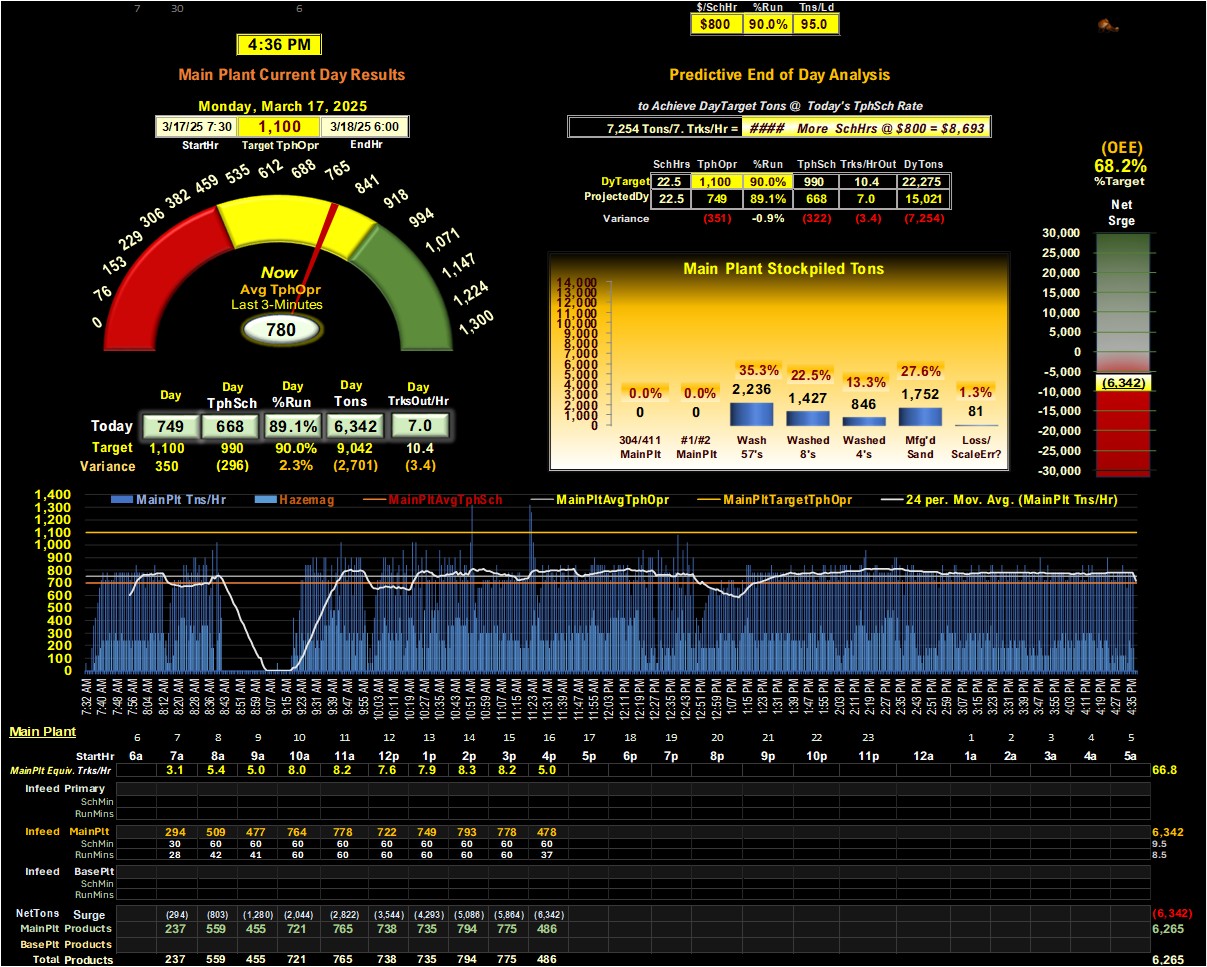 7 30 6
$/SchHr %Run Tns/Ld
$800 90.0% 95.0
4:36 PM
Main Plant Current Day Results
Predictive End of Day Analysis
Monday, March 17, 2025
to Achieve DayTarget Tons @ Today's TphSch Rate
3/17/25 7:30 1,100 3/18/25 6:00
StartHr Target TphOpr EndHr
7,254 Tons/7. Trks/Hr = #### More SchHrs @ $800 = $8,693
(OEE)
68.2%
%Target
SchHrs TphOpr %Run TphSch Trks/HrOut DyTons
DyTarget 22.5 1,100 90.0% 990 10.4 22,275
ProjectedDy 22.5 749 89.1% 668 7.0 15,021
Variance (351) -0.9% (322) (3.4) (7,254)
Net
Srge
30,000
25,000
20,000
15,000
10,000
5,000
0
-5,000
(6,342)
-10,000
-15,000
-20,000
-25,000
-30,000
0 76 153 229 306 382 459 535 612 688 765 841 918 994 1,071 1,147 1,224 1,300
Now
Avg TphOpr
Last 3-Minutes
780
Main Plant Stockpiled Tons
14,000
13,000
12,000
11,000
10,000
9,000
8,000
7,000
6,000
5,000
4,000
3,000
2,000
1,000
0
0.0% 0.0% 35.3% 22.5% 13.3% 27.6% 1.3%
0 0 2,236 1,427 846 1,752 81
304/411 #1/#2 Wash Washed Washed Mfg'd Loss/
MainPlt MainPlt 57's 8's 4's Sand ScaleErr?
Day Day Day Day Day
TphSch %Run Tons TrksOut/Hr
Today 749 668 89.1% 6,342 7.0
Target 1,100 990 90.0% 9,042 10.4
Variance 350 (296) 2.3% (2,701) (3.4)
MainPlt Tns/Hr Hazemag MainPltAvgTphSch MainPltAvgTphOpr MainPltTargetTphOpr 24 per. Mov. Avg. (MainPlt Tns/Hr)
1,400
1,300
1,100
1,000
900
800
700
600
500
400
300
200
100
0
7:32 AM 7:40 AM 7:48 AM 7:56 AM 8:04 AM 8:12 AM 8:20 AM 8:28 AM 8:36 AM 8:43 AM 8:51 AM 8:59 AM 9:07 AM 9:15 AM 9:23 AM 9:31 AM 9:39 AM 9:47 AM 9:55 AM 10:03 AM 10:11 AM 10:19 AM 10:27 AM 10:35 AM 10:43 AM 10:51 AM 10:59 AM 11:07 AM 11:15 AM 11:24 AM 11:31 AM 11:39 AM 11:47 AM 11:55 AM 12:03 PM 12:11 PM 12:19 PM 12:27 PM 12:35 PM 12:43 PM 12:51 PM 12:59 PM 1:07 PM 1:15 PM 1:23 PM 1:31 PM 1:39 PM 1:47 PM 1:55 PM 2:03 PM 2:11 PM 2:19 PM 2:27 PM 2:35 PM 2:43 PM 2:51 PM 2:59 PM 3:07 PM 3:15 PM 3:23 PM 3:31 PM 3:39 PM 3:47 PM 3:55 PM 4:03 PM 4:11 PM 4:19 PM 4:27 PM 4:35 PM
Main Plant
6 7 8 9 10 11 12 13 14 15 16 17 18 19 20 21 22 23 1 2 3 4 5
StartHr 6a 7a 8a 9a 10a 11a 12p 1p 2p 3p 4p 5p 6p 7p 8p 9p 10p 11p 12a 1a 2a 3a 4a 5a
MainPlt Equiv. Trks/Hr 3.1 5.4 5.0 8.0 8.2 7.6 7.9 8.3 8.2 5.0 66.8
Infeed Primary
SchMin
RunMins
Infeed MainPlt 294 509 477 764 778 722 749 793 778 478 6,342
SchMin 30 60 60 60 60 60 60 60 60 60 9.5
RunMins 28 42 41 60 60 60 60 60 60 37 8.5
Infeed BasePlt
SchMin
RunMins
NetTons Surge (294) (803) (1,280) (2,044) (2,822) (3,544) (4,293) (5,086) (5,864) (6,342) (6,342)
MainPlt Products 237 559 455 721 765 738 735 794 775 486 6,265
BasePlt Products
Total Products 237 559 455 721 765 738 735 794 775 486 6,265